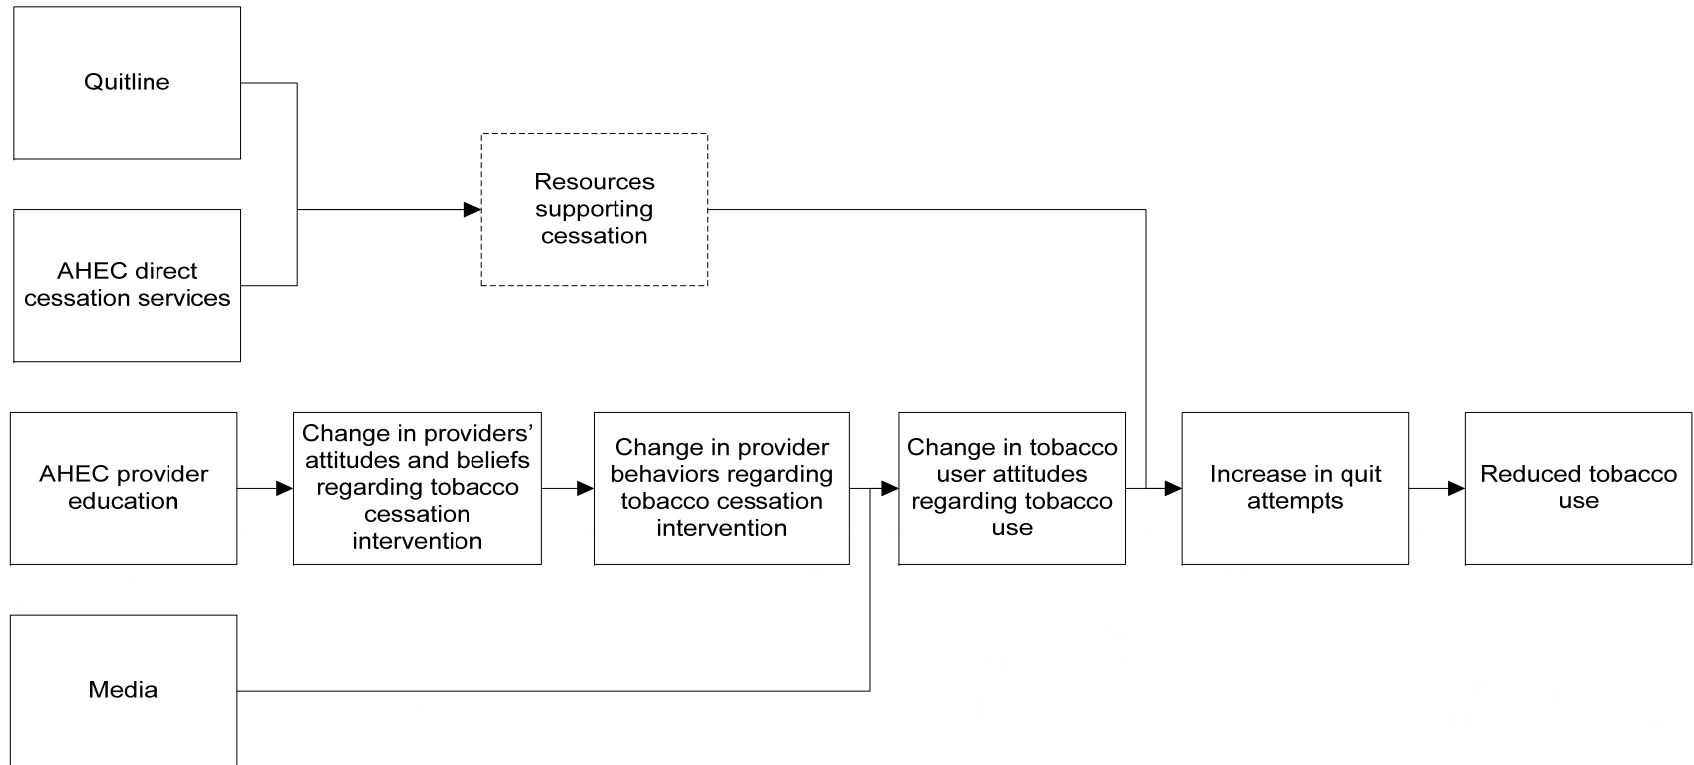 Quitline
Resources
supporting
cessation
AHEC direct
cessation services
AHEC provider
education
Change in providers’
attitudes and beliefs
regarding tobacco
cessation
intervention
Change in provider
behaviors regarding
tobacco cessation
intervention
Change in tobacco
user attitudes
regarding tobacco
use
Increase in quit
attempts
Reduced tobacco
use
Media